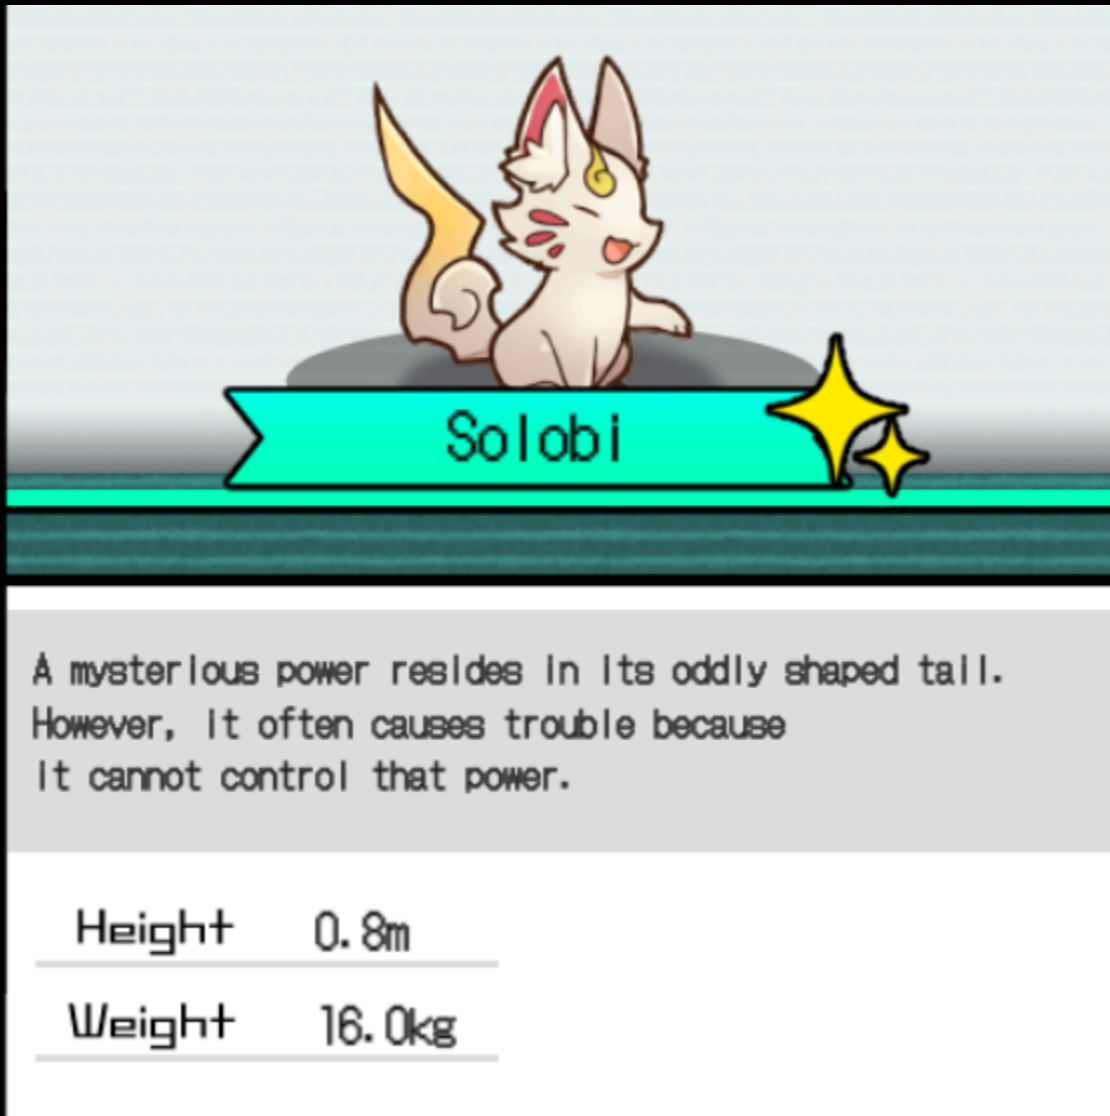 Solobi
A mysterious power resides in its oddly shaped tail.
However, it often causes trouble because
it cannot control that power.
Height 0.8m
Weight 16.0kg